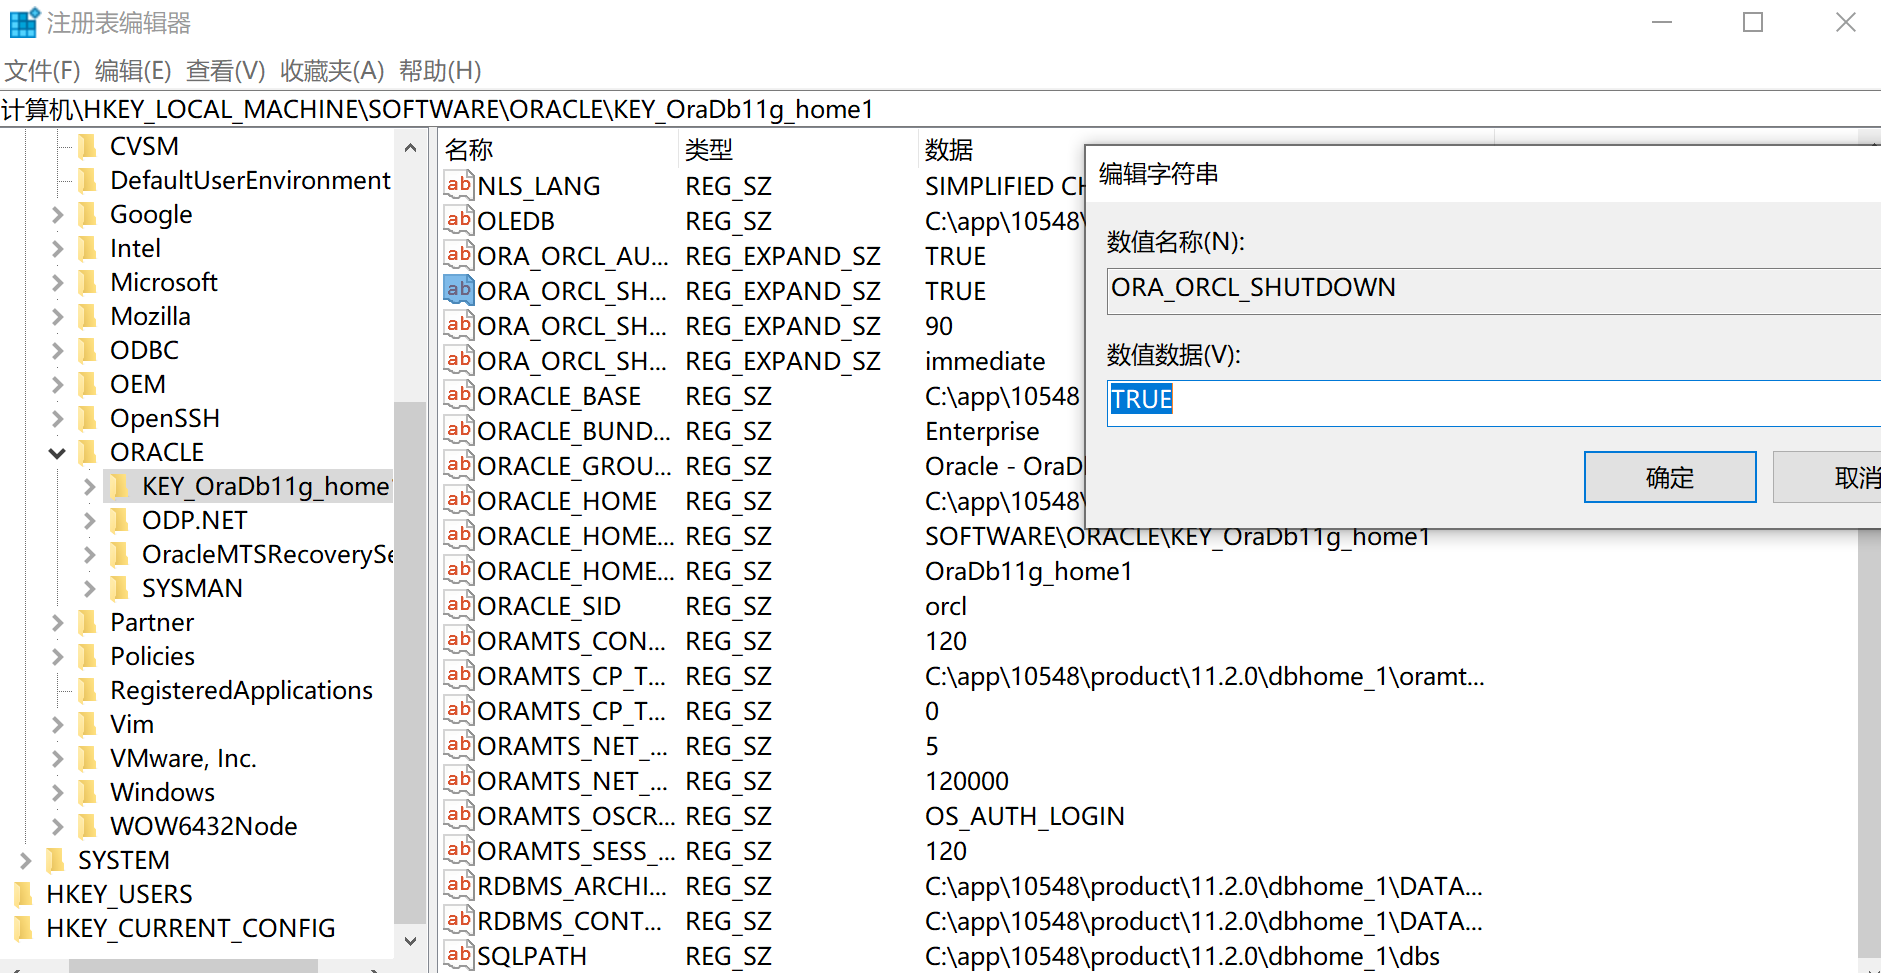 注册表编辑器
文件(F) 编辑(E) 查看(V) 收藏夹(A) 帮助(H)
计算机\HKEY_LOCAL_MACHINE\SOFTWARE\ORACLE\KEY_OraDb11g_home1
CVSM
DefaultUserEnvironment
Google
Intel
Microsoft
Mozilla
ODBC
OEM
OpenSSH
ORACLE
KEY_OraDb11g_home
ODP.NET
OracleMTSRecoverySe
SYSMAN
Partner
Policies
RegisteredApplications
Vim
VMware, Inc.
Windows
WOW6432Node
SYSTEM
HKEY_USERS
HKEY_CURRENT_CONFIG
名称 类型 数据
NLS_LANG REG_SZ SIMPLIFIED CH
OLEDB REG_SZ C:\app\10548\
ORA_ORCL_AU... REG_EXPAND_SZ TRUE
ORA_ORCL_SH... REG_EXPAND_SZ TRUE
ORA_ORCL_SH... REG_EXPAND_SZ 90
ORA_ORCL_SH... REG_EXPAND_SZ immediate
ORACLE_BASE REG_SZ C:\app\10548
ORACLE_BUND... REG_SZ Enterprise
ORACLE_GROU... REG_SZ Oracle - OraDb
ORACLE_HOME REG_SZ C:\app\10548\
ORACLE_HOME... REG_SZ SOFTWARE\ORACLE\KEY_OraDb11g_home1
ORACLE_HOME... REG_SZ OraDb11g_home1
ORACLE_SID REG_SZ orcl
ORAMTS_CON... REG_SZ 120
ORAMTS_CP_T... REG_SZ C:\app\10548\product\11.2.0\dbhome_1\oramt...
ORAMTS_CP_T... REG_SZ 0
ORAMTS_NET_... REG_SZ 5
ORAMTS_NET_... REG_SZ 120000
ORAMTS_OSCR... REG_SZ OS_AUTH_LOGIN
ORAMTS_SESS_... REG_SZ 120
RDBMS_ARCHI... REG_SZ C:\app\10548\product\11.2.0\dbhome_1\DATA...
RDBMS_CONT... REG_SZ C:\app\10548\product\11.2.0\dbhome_1\DATA...
SQLPATH REG_SZ C:\app\10548\product\11.2.0\dbhome_1\dbs
编辑字符串
数值名称(N):
ORA_ORCL_SHUTDOWN
数值数据(V):
TRUE
确定 取消